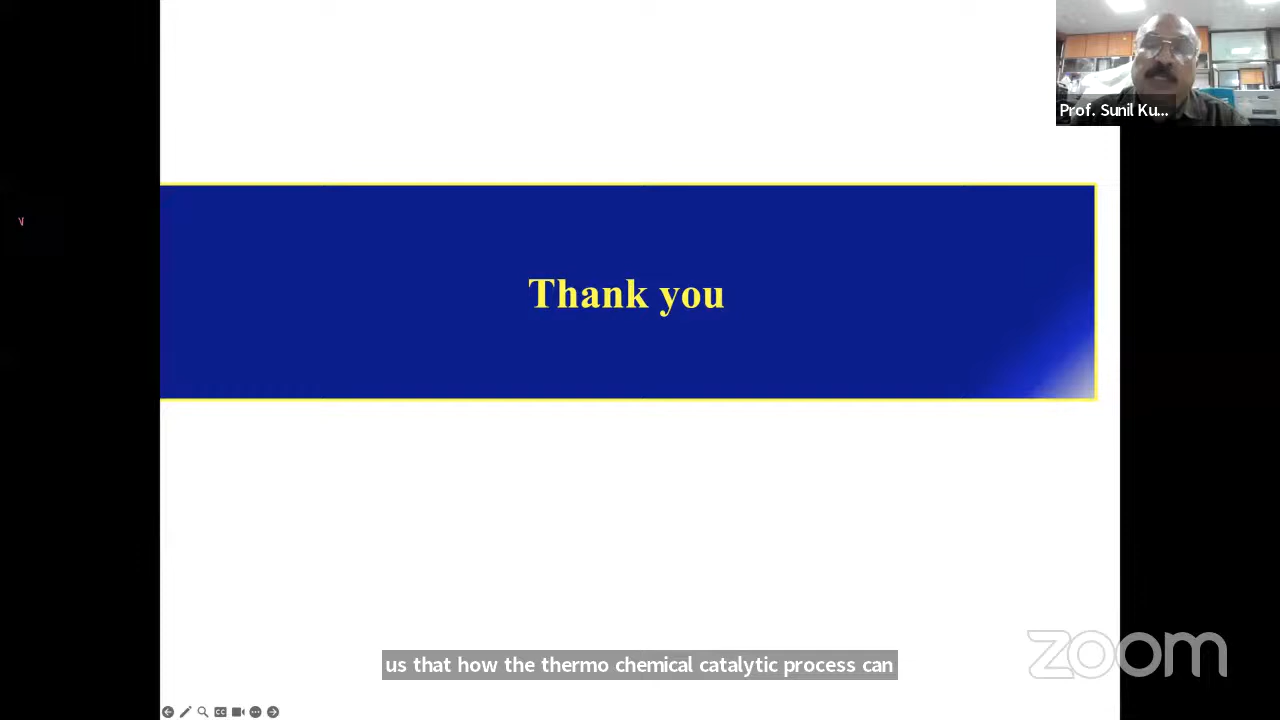 Prof. Sunil Ku...
Thank you
us that how the thermo chemical catalytic process can
zoom